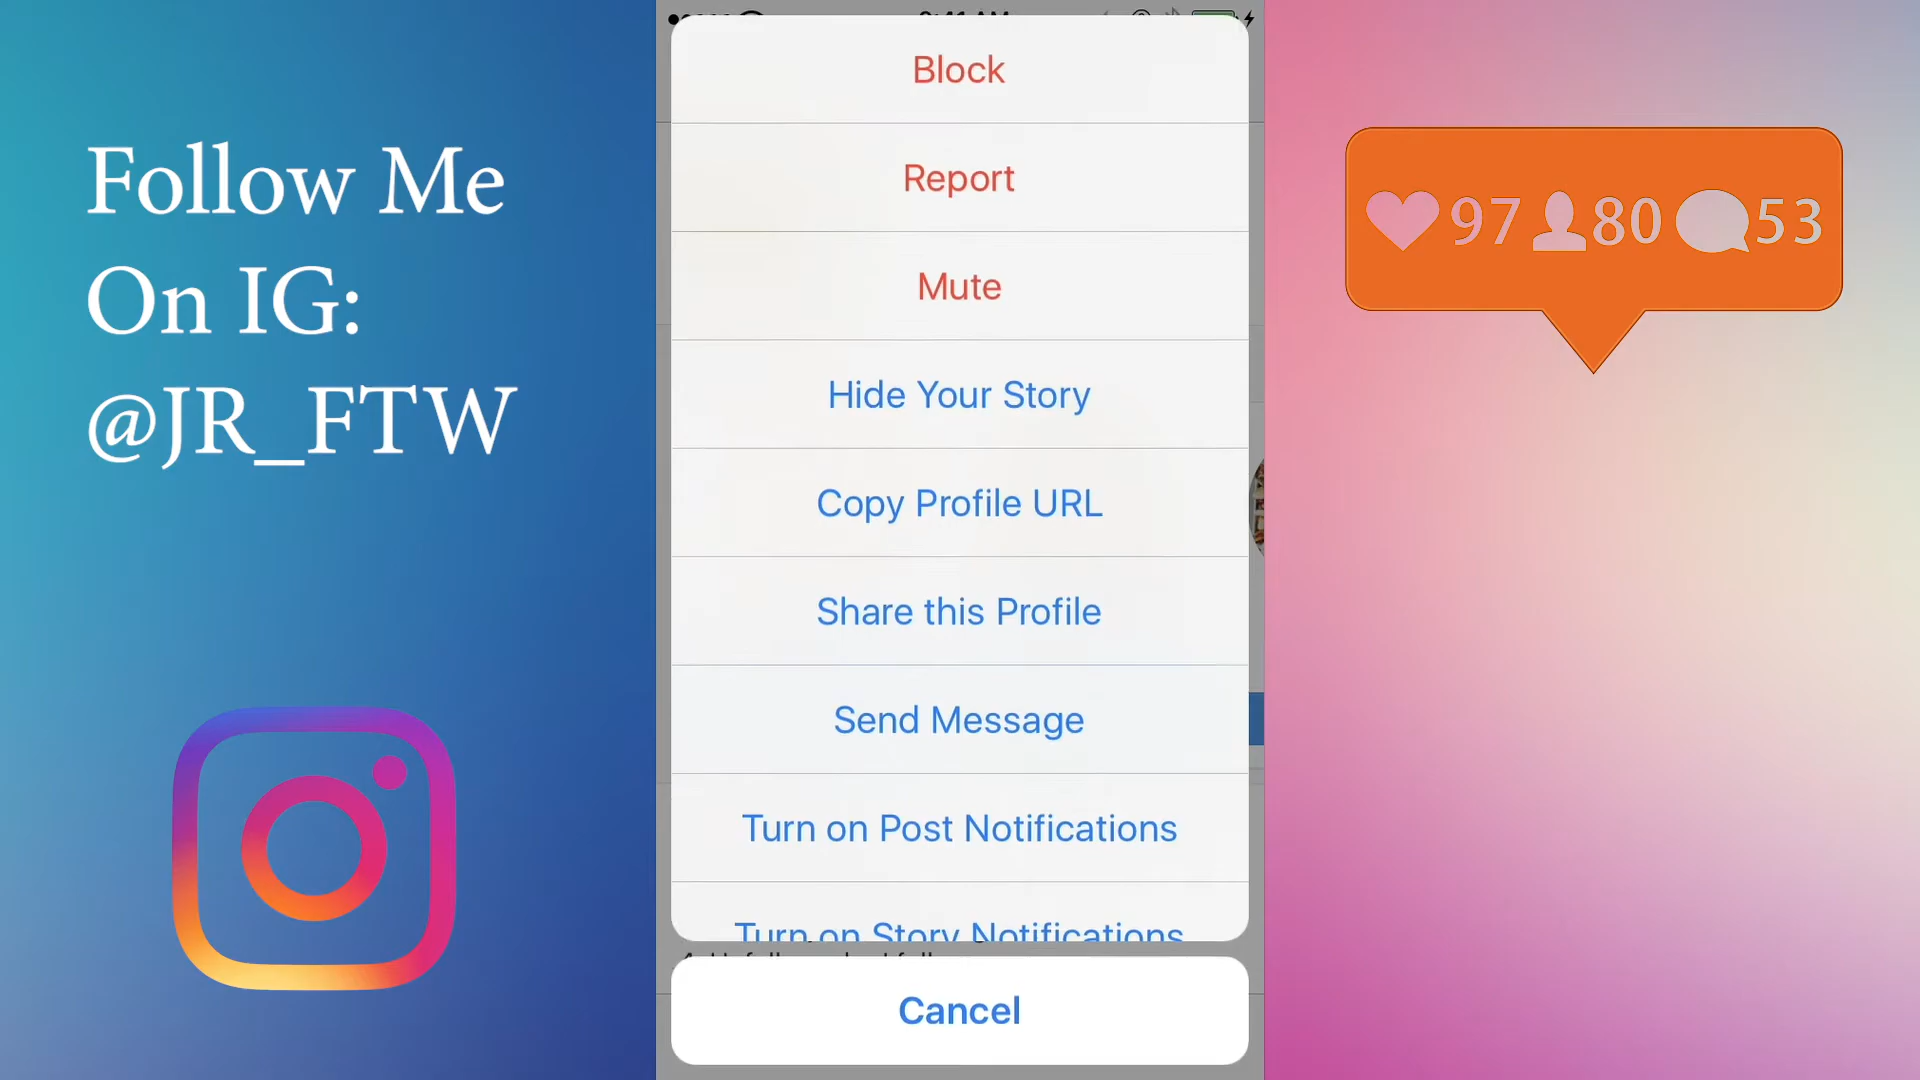 Follow Me
On IG:
@JR_FTW
Block
Report
Mute
Hide Your Story
Copy Profile URL
Share this Profile
Send Message
Turn on Post Notifications
Turn on Story Notifications
Cancel
97 80 53